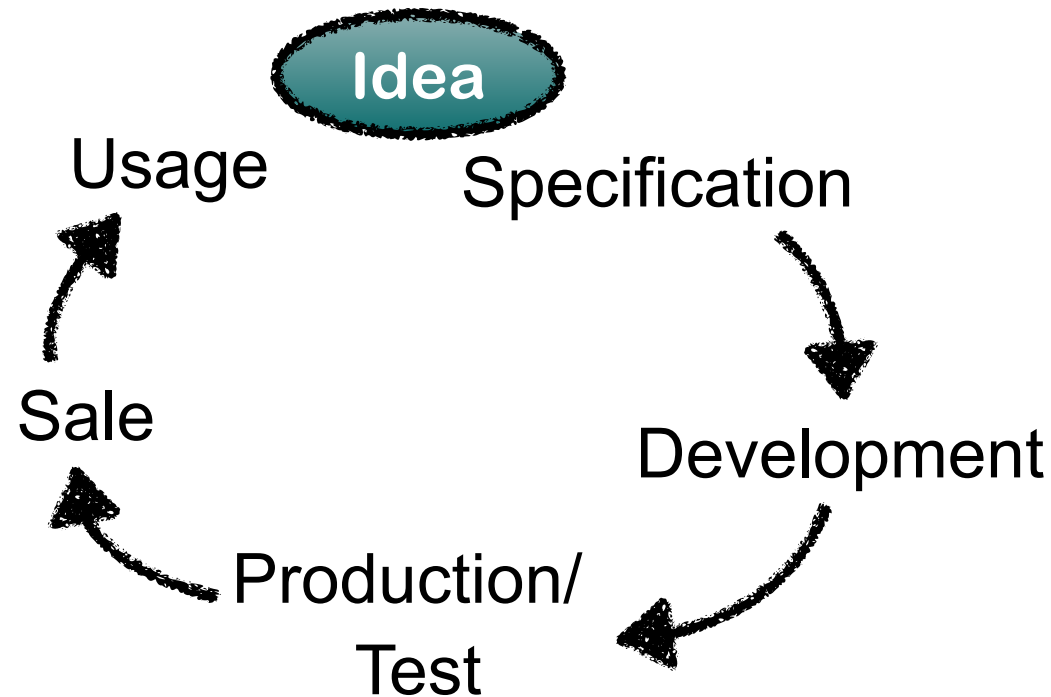 Idea
Specification
Development
Production/
Test
Sale
Usage